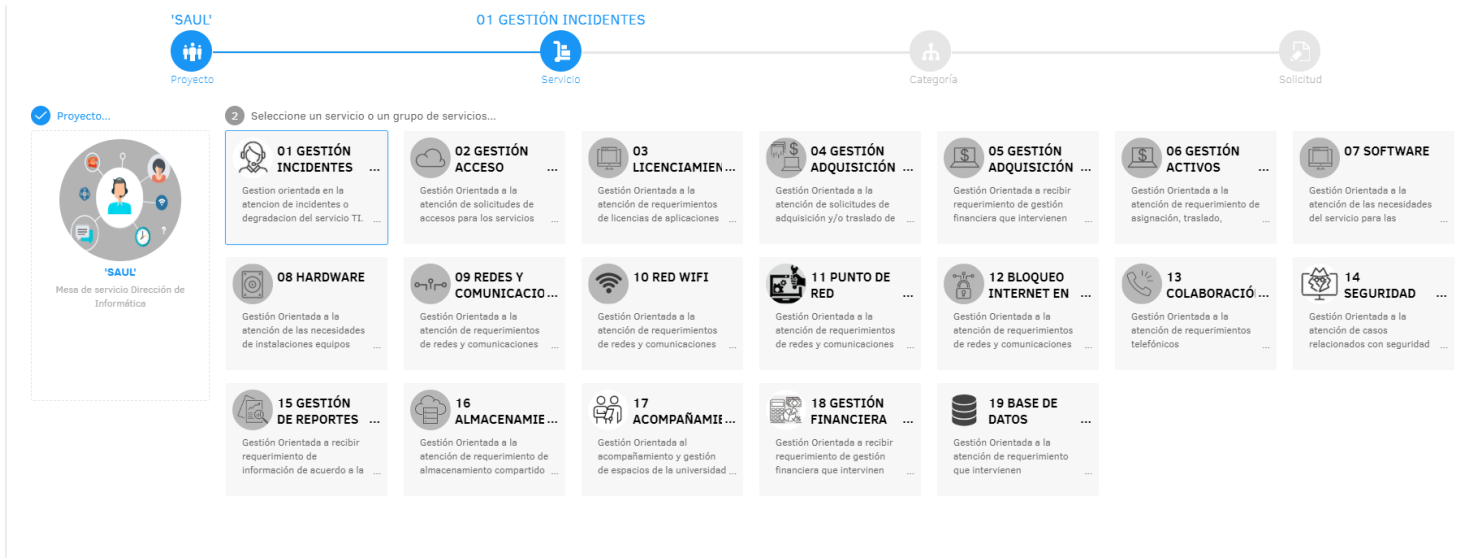 'SAUL'
01 GESTIÓN INCIDENTES
Proyecto
Servicio
Categoría
Solicitud
Proyecto...
2 Seleccione un servicio o un grupo de servicios...
'SAUL'
Mesa de servicio Dirección de
Informática
01 GESTIÓN
INCIDENTES ...
Gestion orientada en la
atencion de incidentes o
degradacion del servicio TI. ...
02 GESTIÓN
ACCESO ...
Gestión Orientada a la
atención de solicitudes de
accesos para los servicios ...
03
LICENCIAMIEN...
Gestión Orientada a la
atención de requerimientos
de licencias de aplicaciones ...
04 GESTIÓN
ADQUISICIÓN ...
Gestión Orientada a la
atención de solicitudes de
adquisición y/o traslado de ...
05 GESTIÓN
ADQUISICIÓN ...
Gestión Orientada a recibir
requerimiento de gestión
financiera que intervienen ...
06 GESTIÓN
ACTIVOS ...
Gestión Orientada a la
atención de requerimiento de
asignación, traslado, ...
07 SOFTWARE
Gestión Orientada a la
atención de las necesidades
del servicio para las ...
08 HARDWARE
Gestión Orientada a la
atención de las necesidades
de instalaciones equipos ...
09 REDES Y
COMUNICACIO...
Gestión Orientada a la
atención de requerimientos
de redes y comunicaciones ...
10 RED WIFI
Gestión Orientada a la
atención de requerimientos
de redes y comunicaciones ...
11 PUNTO DE
RED ...
Gestión Orientada a la
atención de requerimientos
de redes y comunicaciones ...
12 BLOQUEO
INTERNET EN ...
Gestión Orientada a la
atención de requerimientos
de redes y comunicaciones ...
13
COLABORACIÓ...
Gestión Orientada a la
atención de requerimientos
telefónicos ...
14
SEGURIDAD ...
Gestión Orientada a la
atención de casos
relacionados con seguridad ...
15 GESTIÓN
DE REPORTES ...
Gestión Orientada a recibir
requerimiento de
información de acuerdo a la ...
16
ALMACENAMIE...
Gestión Orientada a la
atención de requerimiento de
almacenamiento compartido ...
17
ACOMPAÑAMIE...
Gestión Orientada al
acompañamiento y gestión
de espacios de la universidad ...
18 GESTIÓN
FINANCIERA ...
Gestión Orientada a recibir
requerimiento de gestión
financiera que intervinen ...
19 BASE DE
DATOS ...
Gestión Orientada a la
atención de requerimiento
que intervienen ...